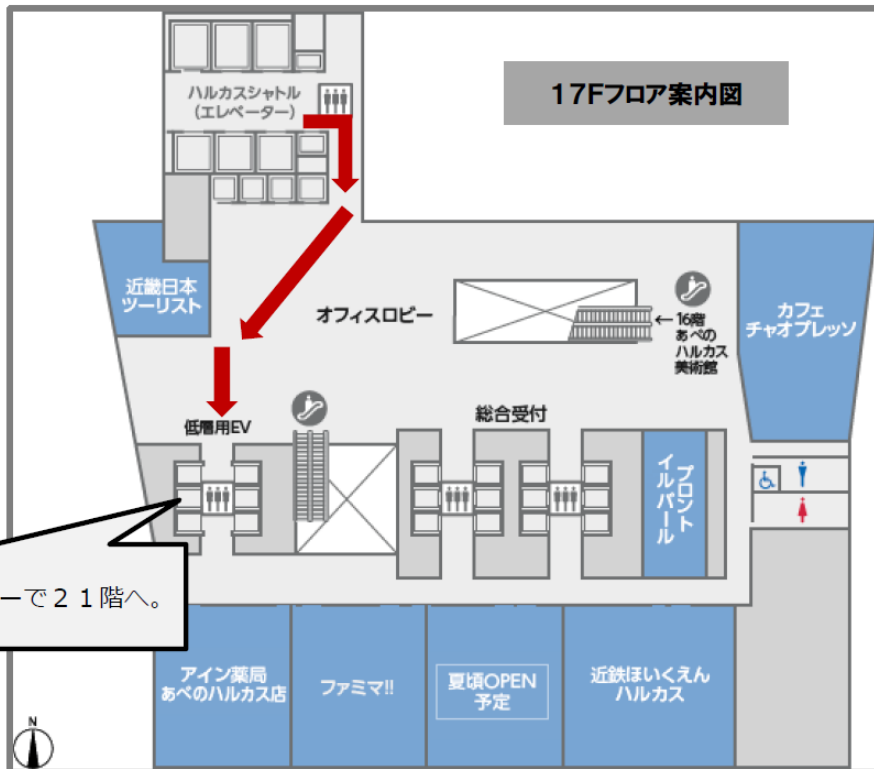 17Fフロア案内図
ハルカスシャトル
(エレベーター)
近畿日本
ツーリスト
オフィスロビー
←16階
あべの
ハルカス
美術館
カフェ
チャオプレッソ
低層用EV
総合受付
プロント
イルバール
ーで21階へ。
アイン薬局
あべのハルカス店
ファミマ!!
夏頃OPEN
予定
近鉄ほいくえん
ハルカス
N